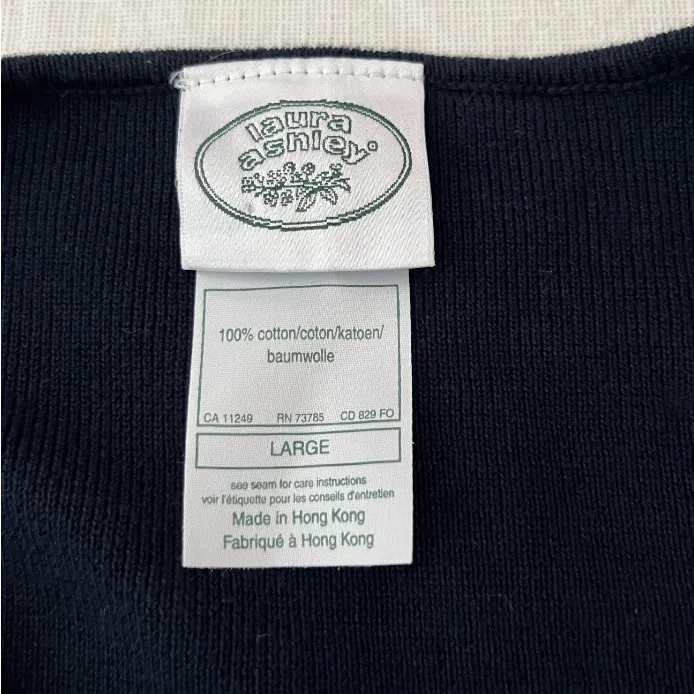 laura
ashley®
100% cotton/coton/katoen/
baumwolle
CA 11249 RN 73785 CD 829 FO
LARGE
see seam for care instructions
voir l'étiquette pour les conseils d'entretien
Made in Hong Kong
Fabriqué à Hong Kong